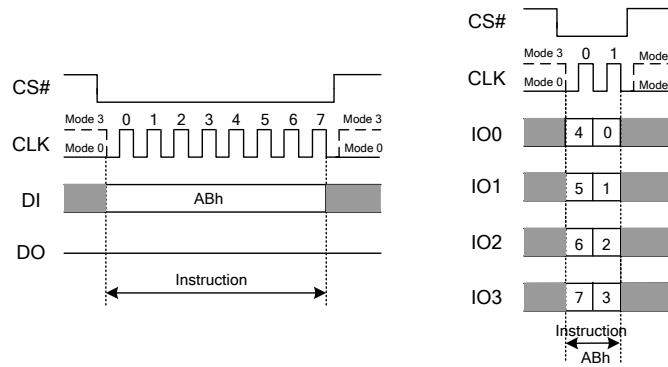 CS#
Mode 3 0 1 2 3 4 5 6 7 Mode 3
CLK
Mode 0 Mode 0
DI ABh
DO
Instruction
CS#
Mode 3 0 1 Mode
CLK
Mode 0 Mode
IO0 4 0
IO1 5 1
IO2 6 2
IO3 7 3
Instruction
ABh